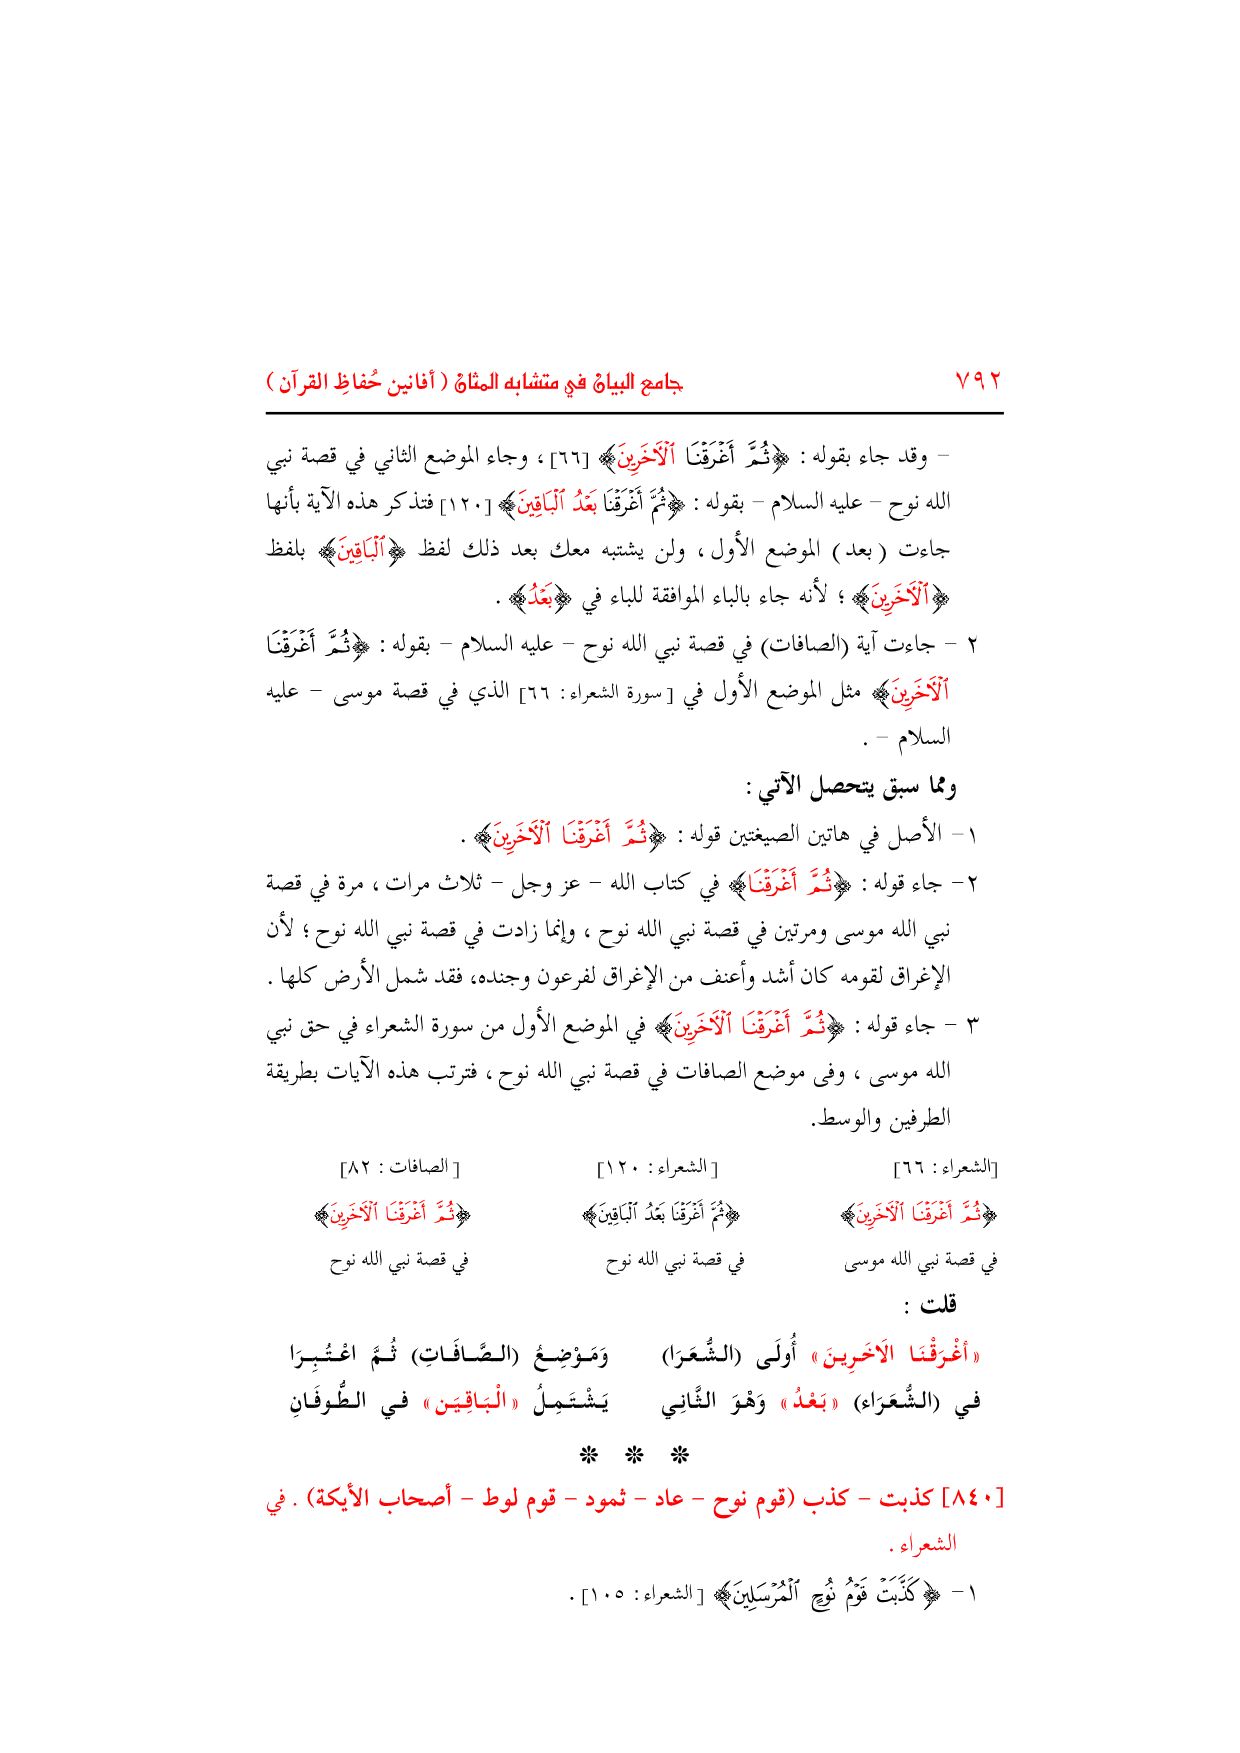 ٧٩٢ جامع البيان في متشابه المثان ( أفانين حُفاظِ القرآن )
– وقد جاء بقوله : ﴿ثُمَّ أَغْرَقْنَا ٱلْأٓخَرِينَ﴾ [٦٦] ، وجاء الموضع الثاني في قصة نبي
الله نوح – عليه السلام – بقوله : ﴿ثُمَّ أَغْرَقْنَا بَعْدُ ٱلْبَاقِينَ﴾ [١٢٠] فتذكر هذه الآية بأنها
جاءت ( بعد ) الموضع الأول ، ولن يشتبه معك بعد ذلك لفظ ﴿ٱلْبَاقِينَ﴾ بلفظ
﴿ٱلْأٓخَرِينَ﴾ ؛ لأنه جاء بالباء الموافقة للباء في ﴿بَعْدُ﴾ .
٢ – جاءت آية (الصافات) في قصة نبي الله نوح – عليه السلام – بقوله : ﴿ثُمَّ أَغْرَقْنَا
ٱلْأٓخَرِينَ﴾ مثل الموضع الأول في [ سورة الشعراء : ٦٦] الذي في قصة موسى – عليه
السلام – .
ومما سبق يتحصل الآتي :
١– الأصل في هاتين الصيغتين قوله : ﴿ثُمَّ أَغْرَقْنَا ٱلْأٓخَرِينَ﴾ .
٢– جاء قوله : ﴿ثُمَّ أَغْرَقْنَا﴾ في كتاب الله – عز وجل – ثلاث مرات ، مرة في قصة
نبي الله موسى ومرتين في قصة نبي الله نوح ، وإنما زادت في قصة نبي الله نوح ؛ لأن
الإغراق لقومه كان أشد وأعنف من الإغراق لفرعون وجنده، فقد شمل الأرض كلها .
٣ – جاء قوله : ﴿ثُمَّ أَغْرَقْنَا ٱلْأٓخَرِينَ﴾ في الموضع الأول من سورة الشعراء في حق نبي
الله موسى ، وفى موضع الصافات في قصة نبي الله نوح ، فترتب هذه الآيات بطريقة
الطرفين والوسط.
[الشعراء : ٦٦] [ الشعراء : ١٢٠] [ الصافات : ٨٢]
﴿ثُمَّ أَغْرَقْنَا ٱلْأٓخَرِينَ﴾ ﴿ثُمَّ أَغْرَقْنَا بَعْدُ ٱلْبَاقِينَ﴾ ﴿ثُمَّ أَغْرَقْنَا ٱلْأٓخَرِينَ﴾
في قصة نبي الله موسى في قصة نبي الله نوح في قصة نبي الله نوح
قلت :
« أغْرَقْنَا الَاخَرِينَ » أُولَى (الشُّعَرَا) وَمَوْضِعُ (الصَّافَاتِ) ثُمَّ اعْتُبِرَا
في (الشُّعَرَاء) « بَعْدُ » وَهْوَ الثَّانِي يَشْتَمِلُ « الْبَاقِيَن » في الطُّوفَانِ
❊ ❊ ❊
[٨٤٠] كذبت – كذب (قوم نوح – عاد – ثمود – قوم لوط – أصحاب الأيكة) . في
الشعراء .
١– ﴿كَذَّبَتْ قَوْمُ نُوحٍ ٱلْمُرْسَلِينَ﴾ [ الشعراء : ١٠٥] .